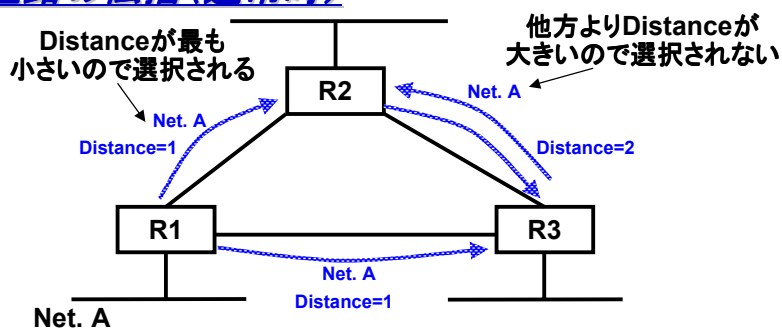 Distanceが最も
小さいので選択される
他方よりDistanceが
大きいので選択されない
R2
Net. A
Net. A
Distance=1
Distance=2
R1
R3
Net. A
Distance=1
Net. A